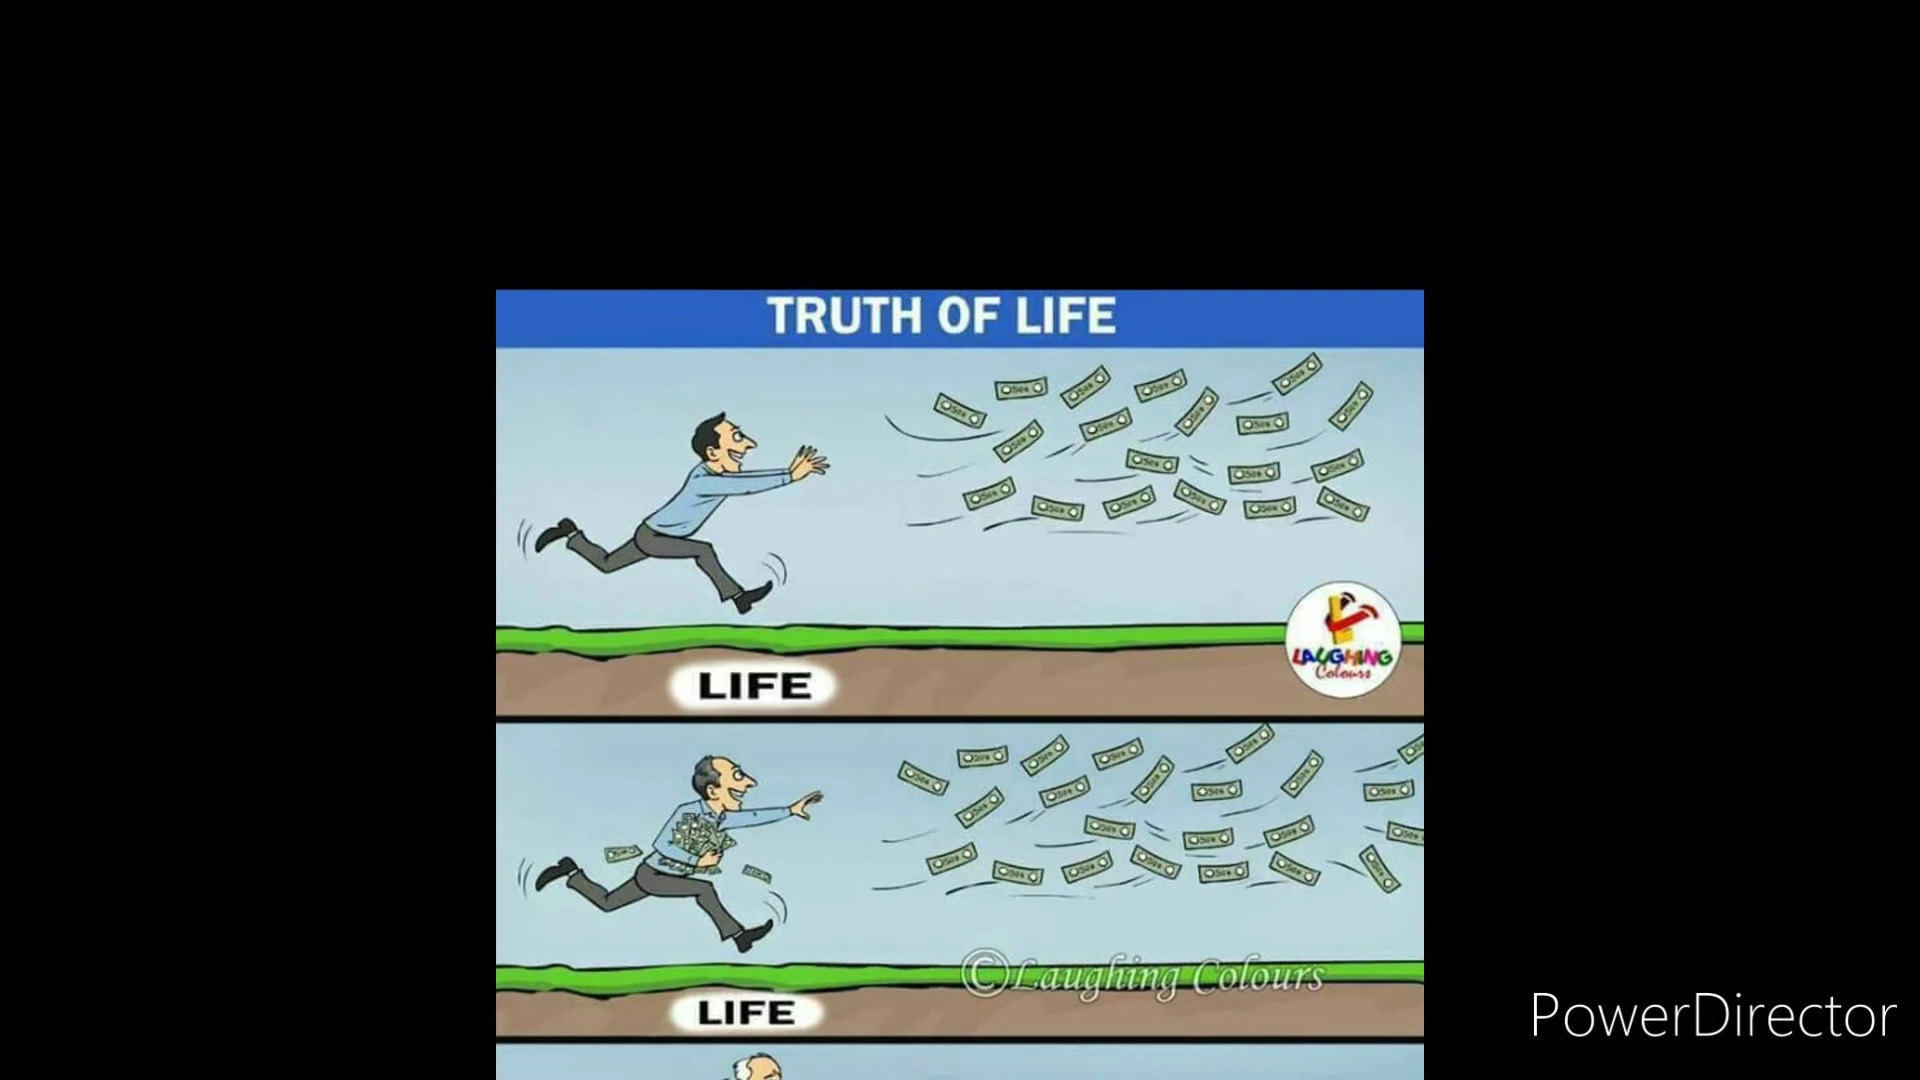 TRUTH OF LIFE
LAUGHING
Colours
LIFE
©Laughing Colours
LIFE
PowerDirector